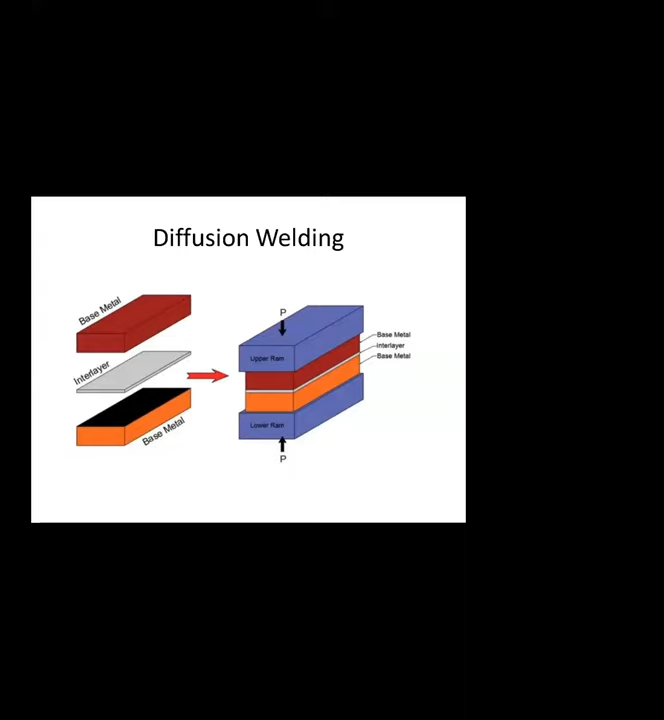 Diffusion Welding
Base Metal
Interlayer
Base Metal
P
Upper Ram
Base Metal
Interlayer
Base Metal
Lower Ram
P